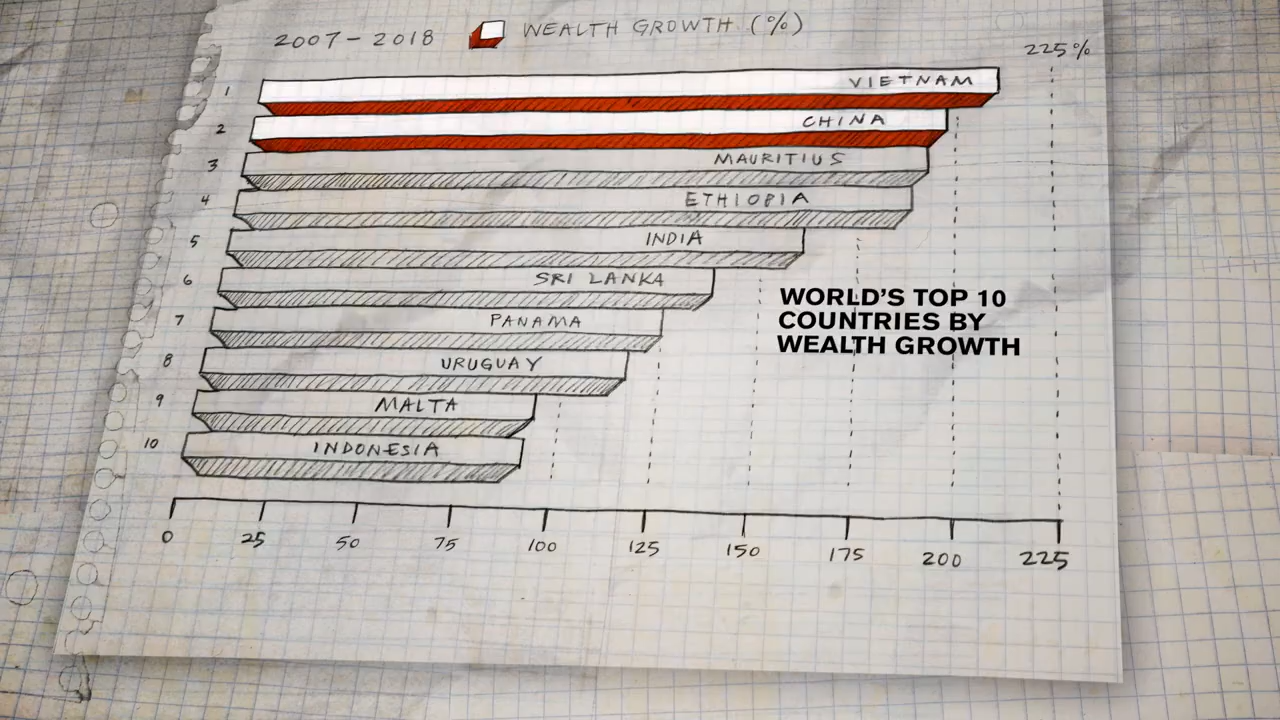 2007-2018 WEALTH GROWTH (%)
225%
1 VIETNAM
2 CHINA
3 MAURITIUS
4 ETHIOPIA
5 INDIA
6 SRI LANKA
7 PANAMA
8 URUGUAY
9 MALTA
10 INDONESIA
WORLD'S TOP 10
COUNTRIES BY
WEALTH GROWTH
0 25 50 75 100 125 150 175 200 225